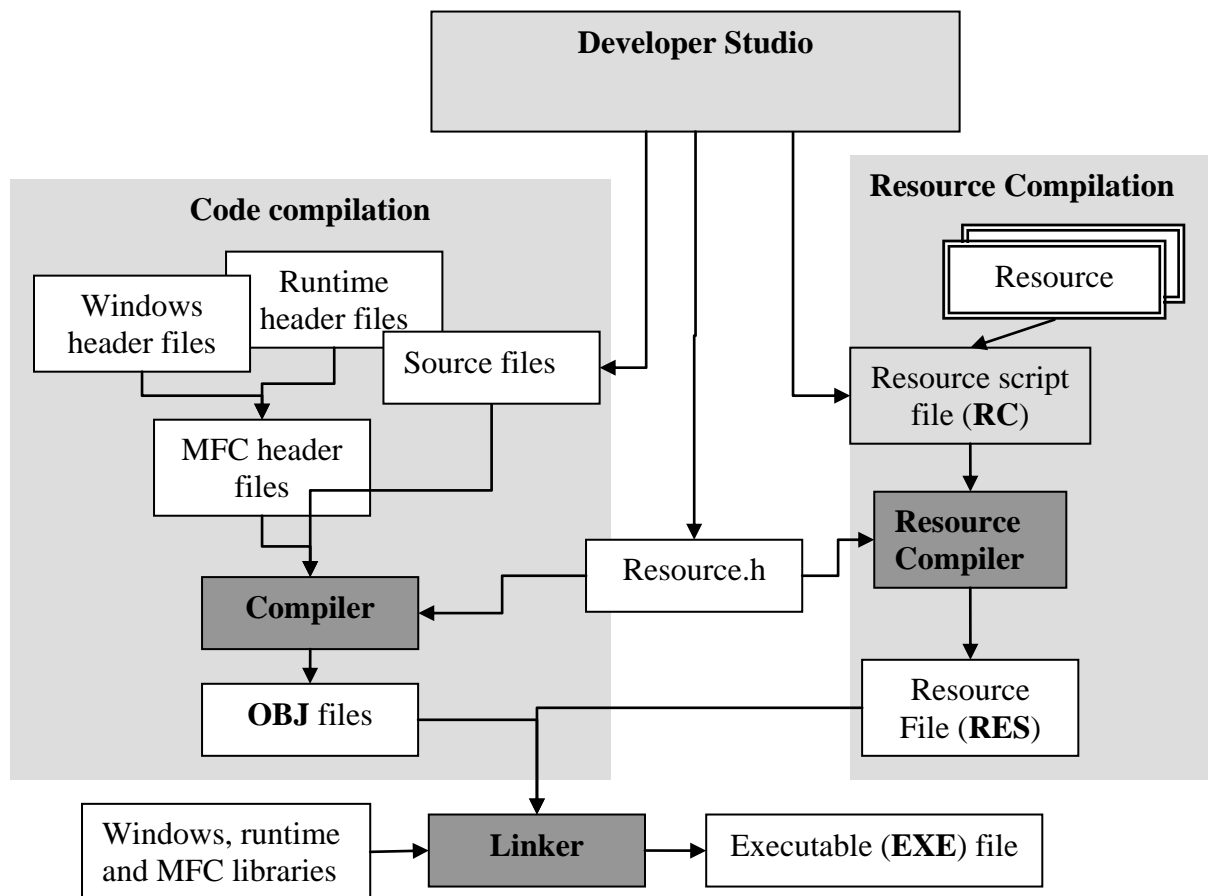 Developer Studio
Code compilation
Resource Compilation
Runtime
header files
Windows
header files
Source files
Resource
Resource script
file (RC)
MFC header
files
Resource
Compiler
Resource.h
Compiler
OBJ files
Resource
File (RES)
Windows, runtime
and MFC libraries
Linker
Executable (EXE) file